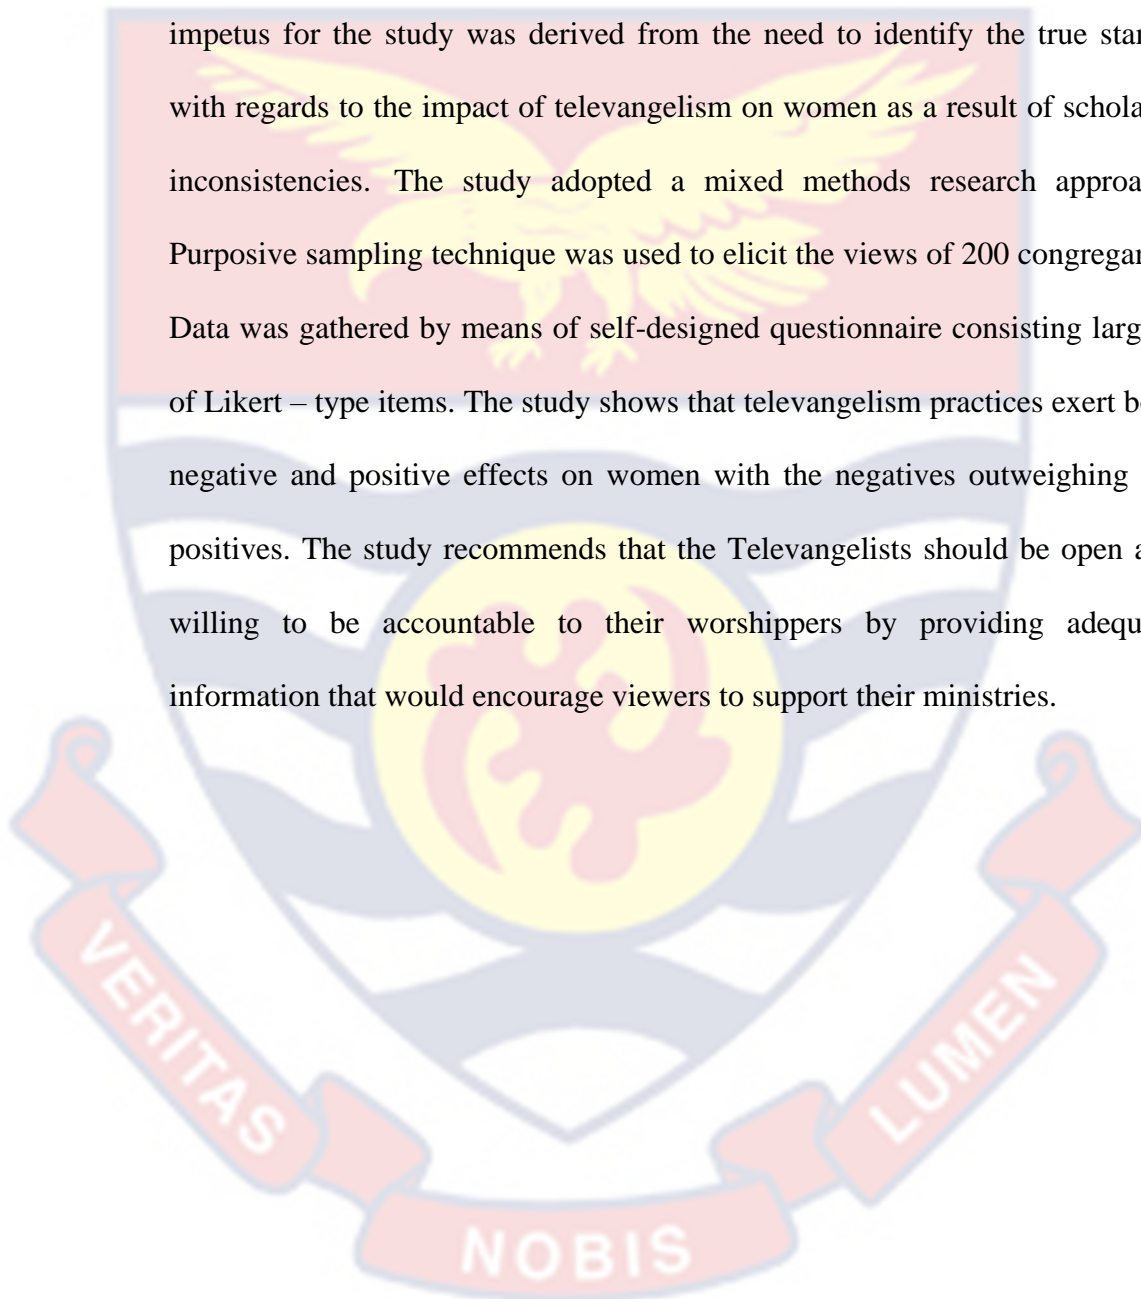 impetus for the study was derived from the need to identify the true
with regards to the impact of televangelism on women as a result of
inconsistencies. The study adopted a mixed methods research
Purposive sampling technique was used to elicit the views of 200
Data was gathered by means of self-designed questionnaire consisting
of Likert – type items. The study shows that televangelism practices exert
negative and positive effects on women with the negatives outweighing
positives. The study recommends that the Televangelists should be open
willing to be accountable to their worshippers by providing
information that would encourage viewers to support their ministries.
VERITAS
NOBIS
LUMEN